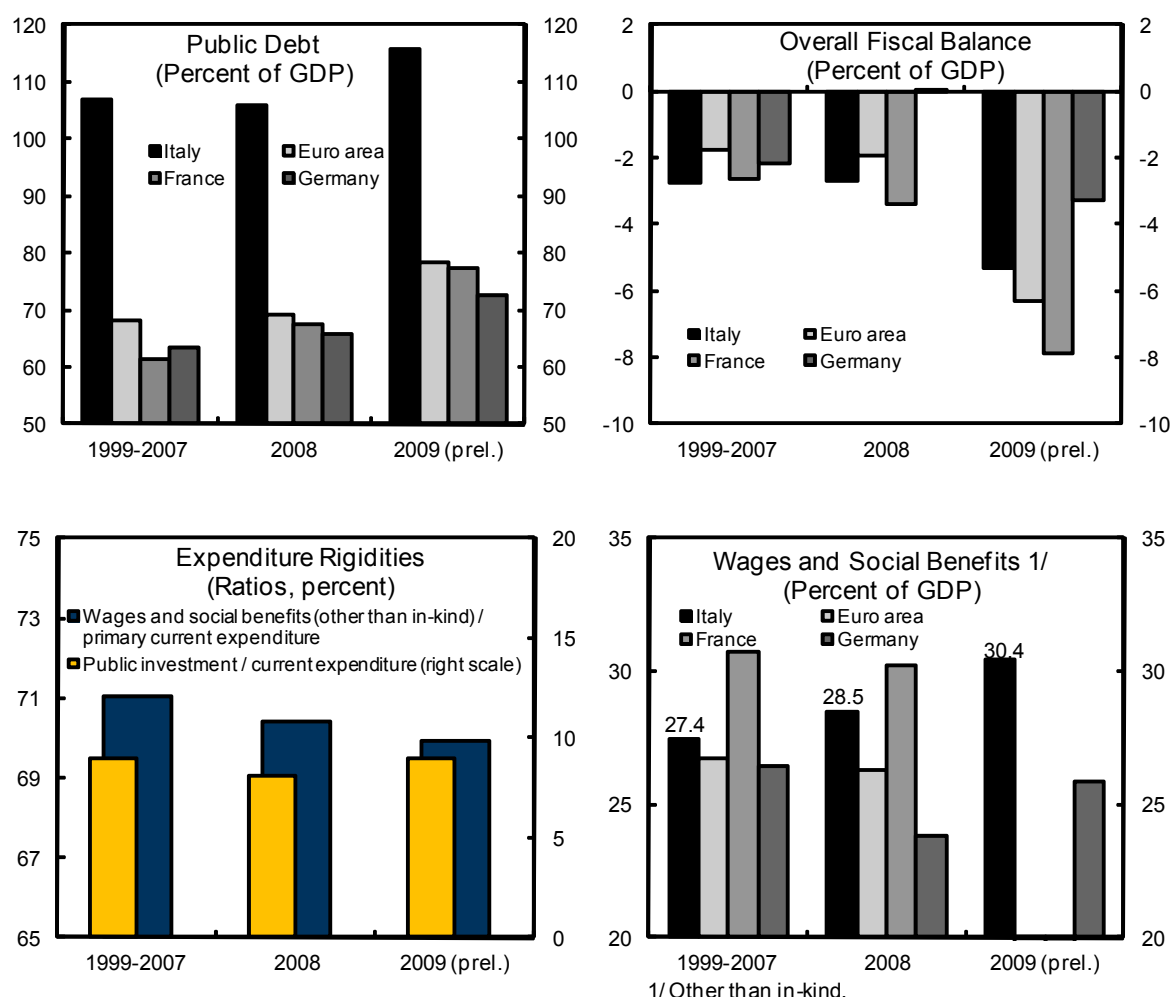 Public Debt
(Percent of GDP)
120
110
100
90
80
70
60
50
120
110
100
90
80
70
60
50
Italy
Euro area
France
Germany
1999-2007
2008
2009 (prel.)
Overall Fiscal Balance
(Percent of GDP)
2
0
-2
-4
-6
-8
-10
2
0
-2
-4
-6
-8
-10
Italy
Euro area
France
Germany
1999-2007
2008
2009 (prel.)
Expenditure Rigidities
(Ratios, percent)
75
73
71
69
67
65
20
15
10
5
0
Wages and social benefits (other than in-kind) /
primary current expenditure
Public investment / current expenditure (right scale)
1999-2007
2008
2009 (prel.)
Wages and Social Benefits 1/
(Percent of GDP)
35
30
25
20
35
30
25
20
Italy
Euro area
France
Germany
27.4
28.5
30.4
1999-2007
2008
2009 (prel.)
1/ Other than in-kind.